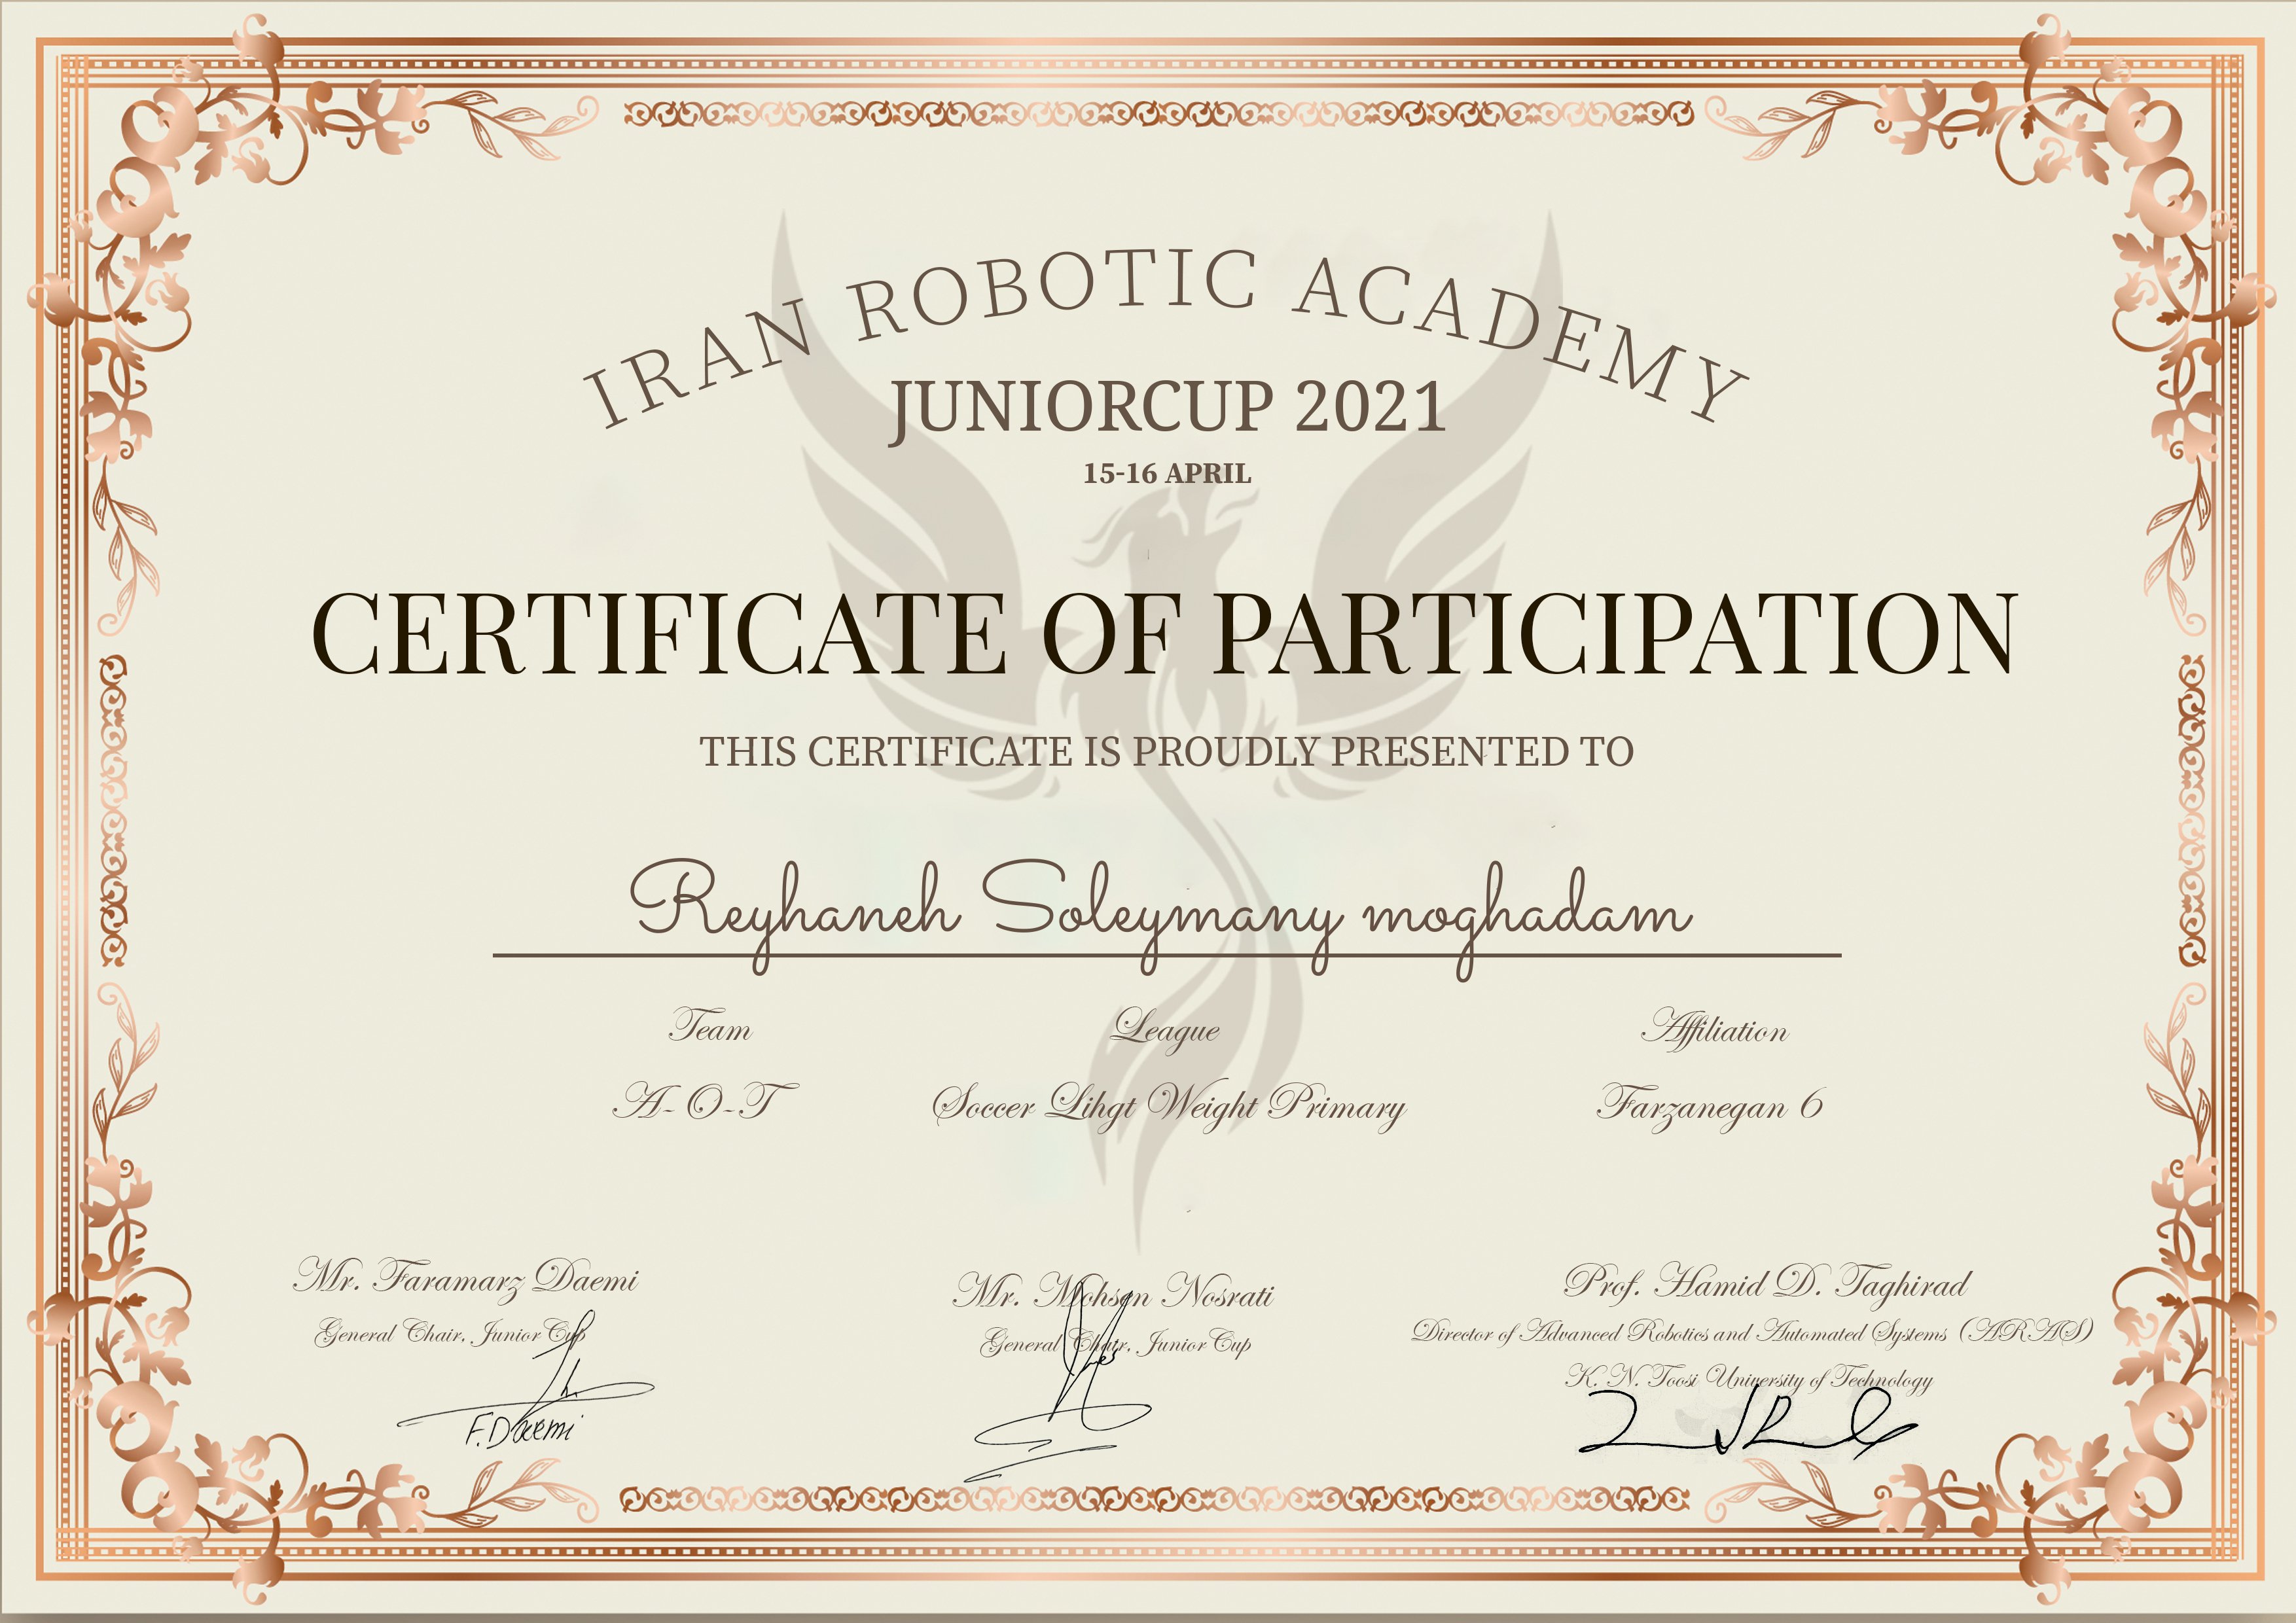 IRAN ROBOTIC ACADEMY
JUNIORCUP 2021
15-16 APRIL
CERTIFICATE OF PARTICIPATION
THIS CERTIFICATE IS PROUDLY PRESENTED TO
Reyhaneh Soleymany moghadam
Team League Affiliation
A-O-T Soccer Lihgt Weight Primary Farzanegan 6
Mr. Faramarz Daemi
General Chair, Junior Cup
F.Daemi
Mr. Mohsen Nosrati
General Chair, Junior Cup
Prof. Hamid D. Taghirad
Director of Advanced Robotics and Automated Systems (ARAS)
K. N. Toosi University of Technology